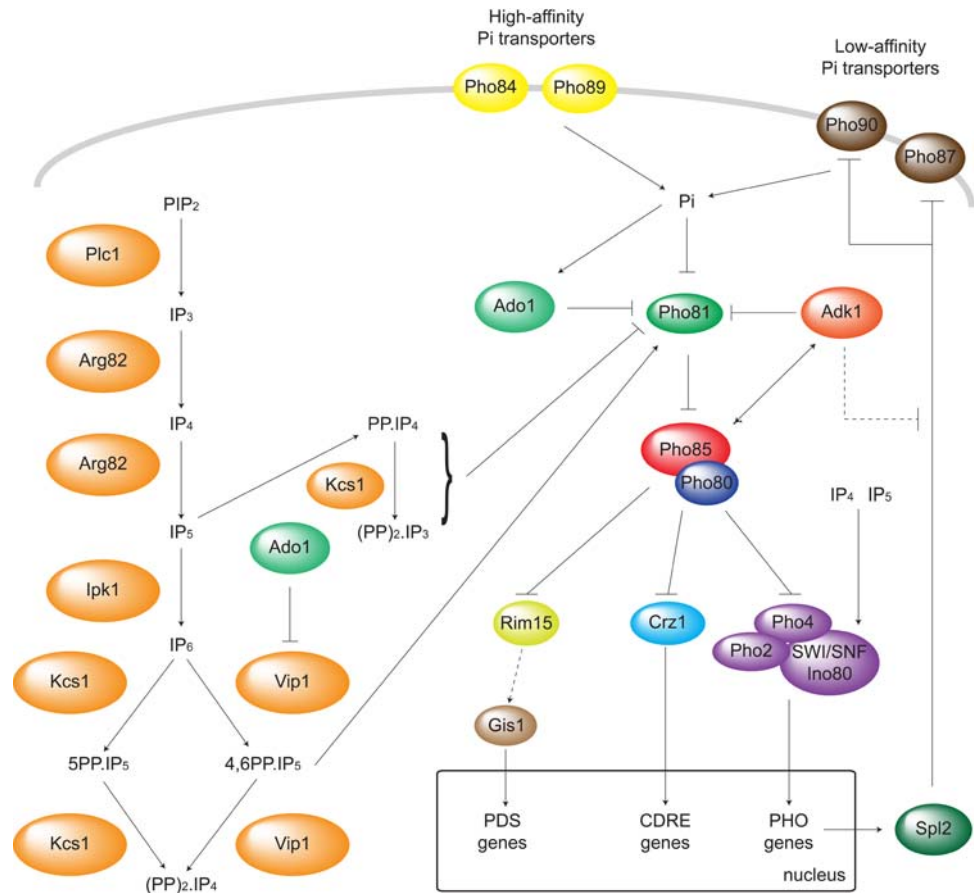 High-affinity
Pi transporters
Low-affinity
Pi transporters
Pho84
Pho89
Pho90
Pho87
PIP₂
Pi
Plc1
IP₃
Ado1
Pho81
Adk1
Arg82
IP₄
PP.IP₄
Pho85
Arg82
Kcs1
Pho80
IP₄ IP₅
IP₅
(PP)₂.IP₃
Ado1
Ipk1
Rim15
Crz1
Pho4
IP₆
Pho2
SWI/SNF
Ino80
Kcs1
Vip1
Gis1
5PP.IP₅
4,6PP.IP₅
PDS
genes
CDRE
genes
PHO
genes
Spl2
Kcs1
Vip1
nucleus
(PP)₂.IP₄